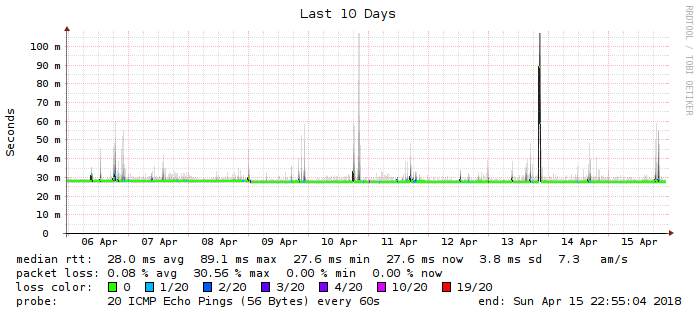 Last 10 Days
RRDTOOL / TOBI OETIKER
Seconds
100 m
90 m
80 m
70 m
60 m
50 m
40 m
30 m
20 m
10 m
0
06 Apr 07 Apr 08 Apr 09 Apr 10 Apr 11 Apr 12 Apr 13 Apr 14 Apr 15 Apr
median rtt: 28.0 ms avg 89.1 ms max 27.6 ms min 27.6 ms now 3.8 ms sd 7.3 am/s
packet loss: 0.08 % avg 30.56 % max 0.00 % min 0.00 % now
loss color: 0 1/20 2/20 3/20 4/20 10/20 19/20
probe: 20 ICMP Echo Pings (56 Bytes) every 60s end: Sun Apr 15 22:55:04 2018